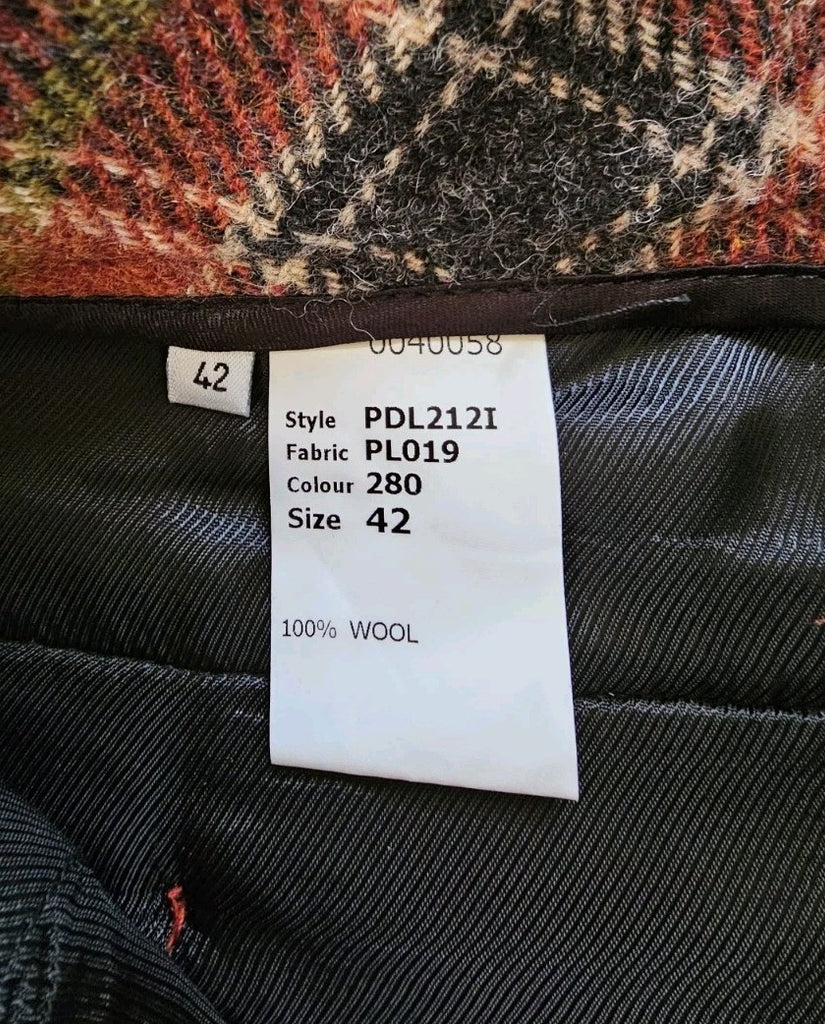 42
0040058
Style PDL212I
Fabric PL019
Colour 280
Size 42
100% WOOL